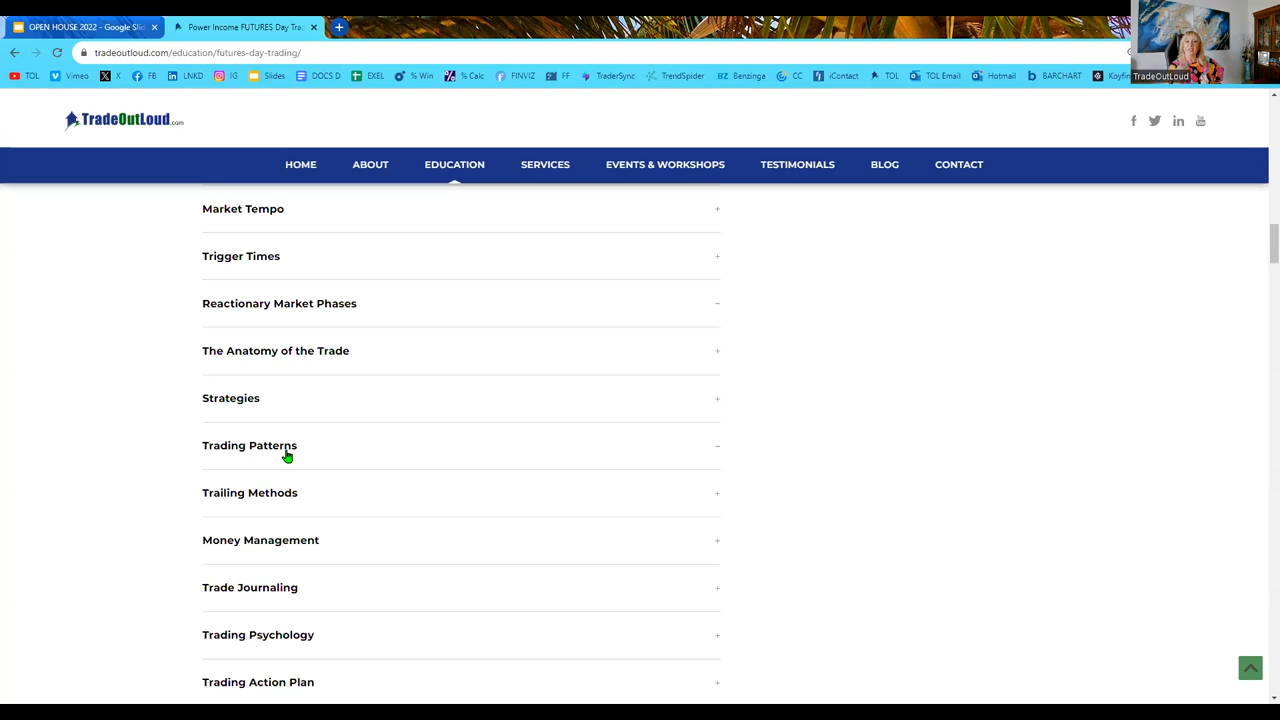 OPEN HOUSE 2022 - Google Slid
Power Income FUTURES Day Tra
tradeoutloud.com/education/futures-day-trading/
TOL Vimeo X FB LNKD IG Slides DOCS D EXEL % Win % Calc FINVIZ FF TraderSync TrendSpider Benzinga CC iContact TOL TOL Email Hotmail BARCHART Koyfin
TradeOutLoud
TradeOutLoud.com
HOME ABOUT EDUCATION SERVICES EVENTS & WORKSHOPS TESTIMONIALS BLOG CONTACT
Market Tempo
Trigger Times
Reactionary Market Phases
The Anatomy of the Trade
Strategies
Trading Patterns
Trailing Methods
Money Management
Trade Journaling
Trading Psychology
Trading Action Plan